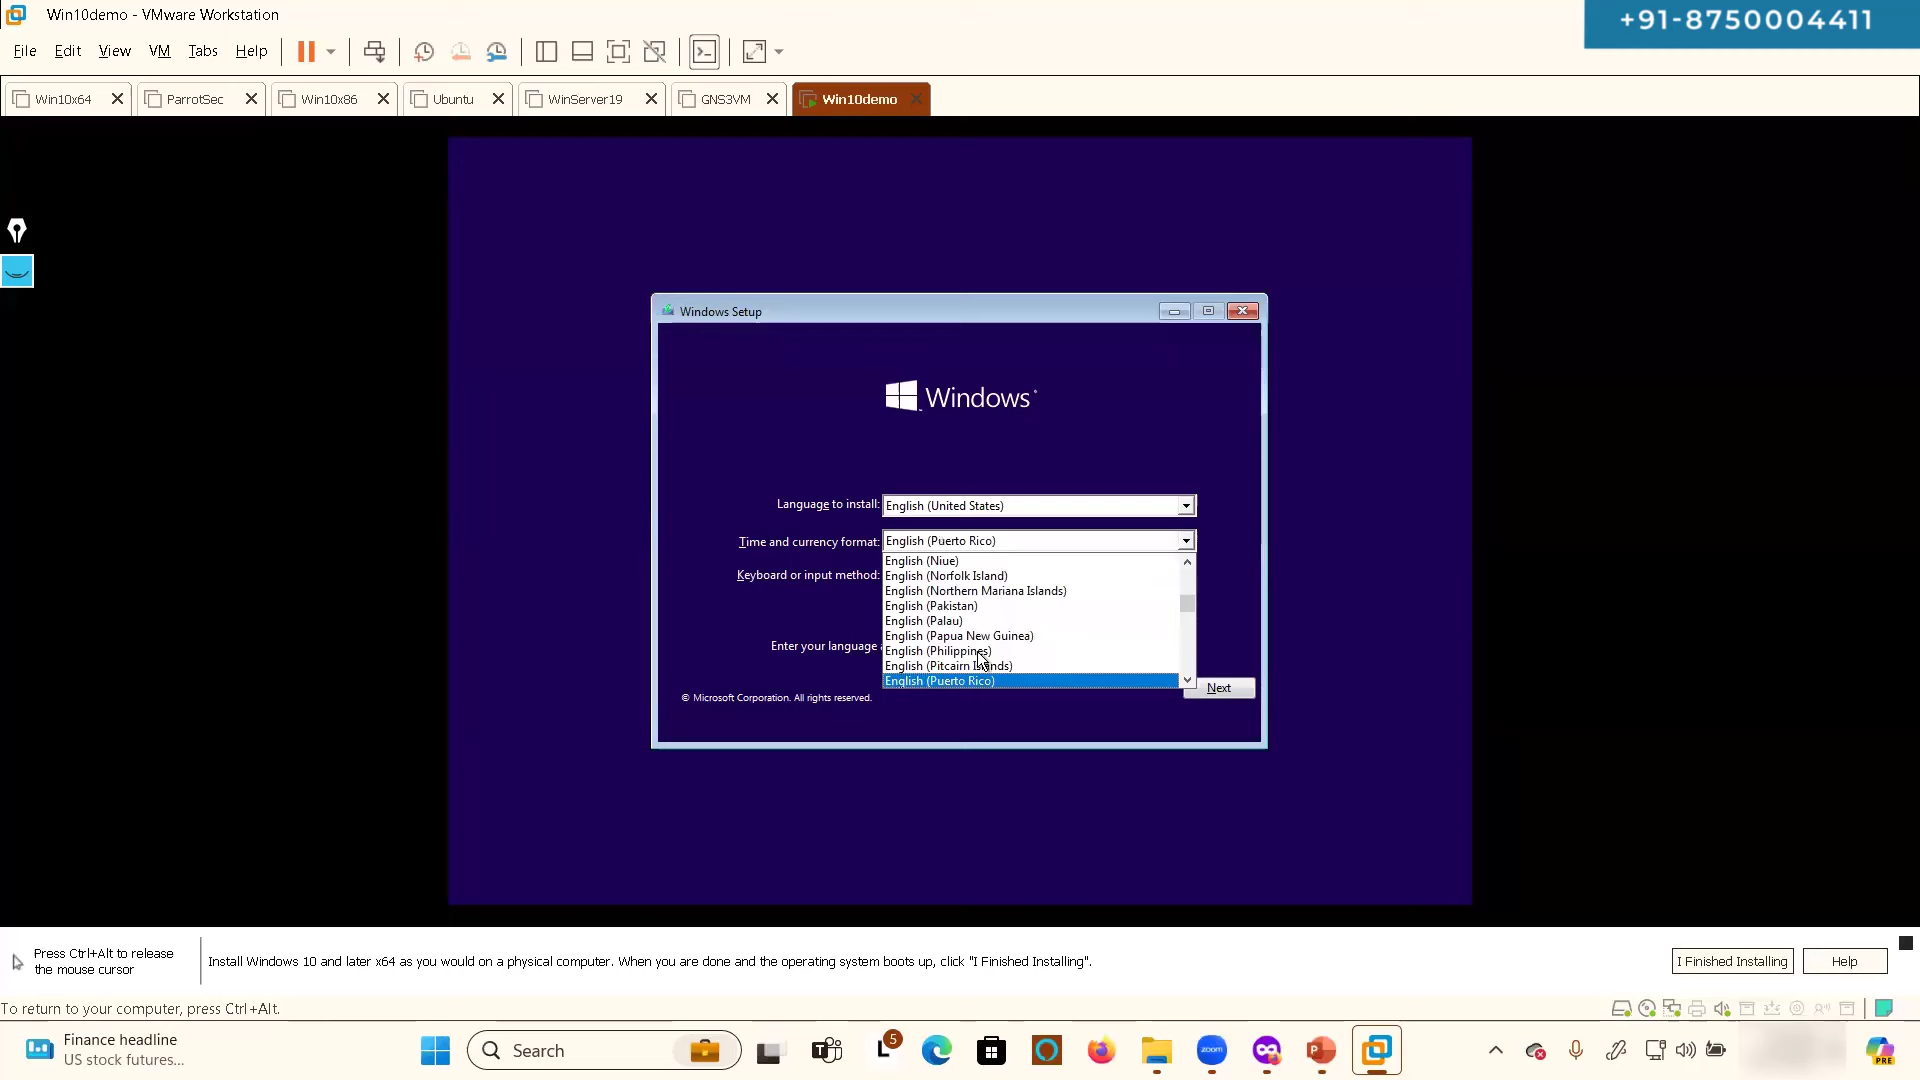 Win10demo - VMware Workstation
+91-8750004411
File Edit View VM Tabs Help
Win10x64 ParrotSec Win10x86 Ubuntu WinServer19 GNS3VM Win10demo
Windows Setup
Windows
Language to install: English (United States)
Time and currency format: English (Puerto Rico)
English (Niue)
Keyboard or input method: English (Norfolk Island)
English (Northern Mariana Islands)
English (Pakistan)
English (Palau)
English (Papua New Guinea)
Enter your language English (Philippines)
English (Pitcairn Islands)
English (Puerto Rico)
Next
© Microsoft Corporation. All rights reserved.
Press Ctrl+Alt to release
the mouse cursor
Install Windows 10 and later x64 as you would on a physical computer. When you are done and the operating system boots up, click "I Finished Installing".
I Finished Installing Help
To return to your computer, press Ctrl+Alt.
Finance headline
US stock futures...
Search
L 5
zoom
PRE